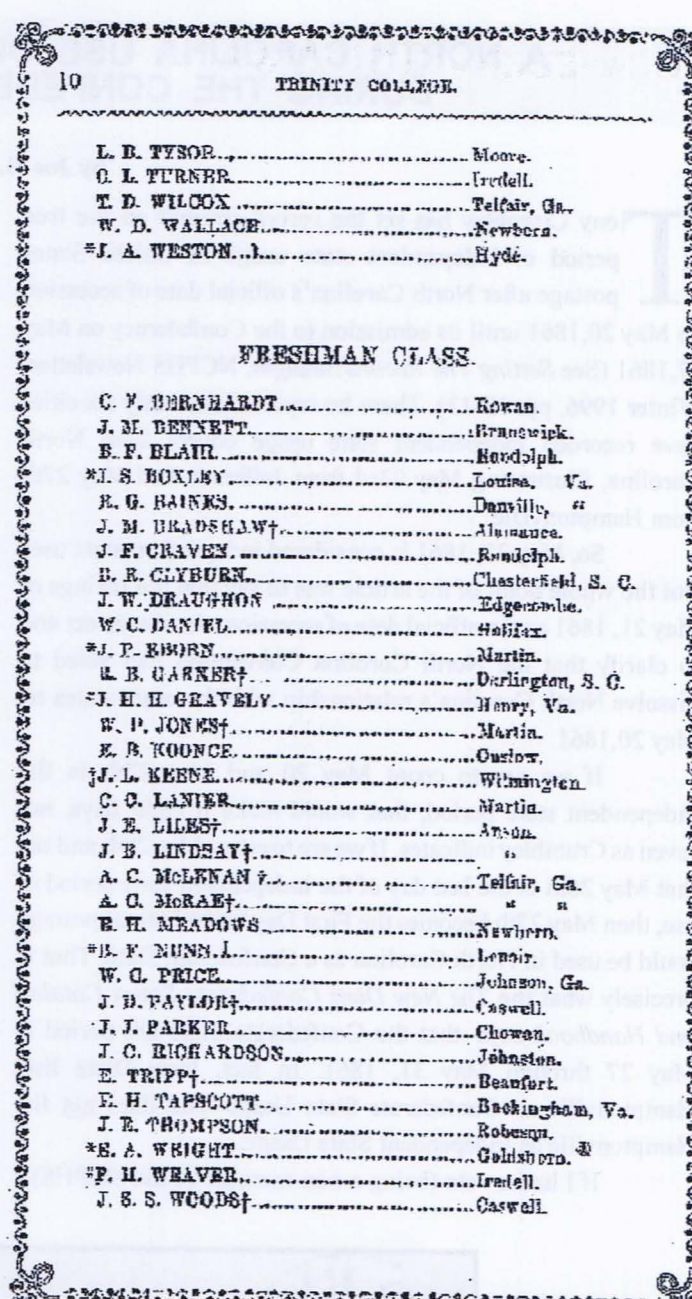 10 TRINITY COLLEGE.
L. B. TYSOR Moore.
C. L. TURNER Iredell.
T. D. WILCOX Telfair, Ga.
W. D. WALLACE Newbern.
*J. A. WESTON Hyde.
FRESHMAN CLASS.
C. F. BERNHARDT Rowan.
J. M. BENNETT Brunswick.
B. F. BLAIR Randolph.
*J. S. BOXLEY Louisa, Va.
R. G. BAINES Danville, "
J. M. BRADSHAW† Alamance.
J. F. CRAVEN Randolph.
B. R. CLYBURN Chesterfield, S. C.
J. W. DRAUGHON Edgecombe.
W. C. DANIEL Halifax.
*J. P. EBORN Martin.
B. GARNER† Darlington, S. C.
*J. H. H. GRAVELY Henry, Va.
W. P. JONES† Martin.
K. B. KOONCE Onslow.
†J. L. KEENE Wilmington
C. C. LANIER Martin.
J. E. LILES† Anson.
J. B. LINDSAY† "
A. C. McLENAN† Telfair, Ga.
A. C. McRAE† "
E. H. MEADOWS Newbern.
*B. F. NUNN Lenoir.
W. G. PRICE Johnson, Ga.
J. D. TAYLOR† Caswell.
J. J. PARKER Chowan.
J. C. RICHARDSON Johnston.
E. TRIPP† Beaufort.
E. H. TAPSCOTT Buckingham, Va.
J. R. THOMPSON Robeson.
*E. A. WRIGHT Goldsboro.
*P. M. WEAVER Iredell.
J. S. S. WOODS† Caswell.